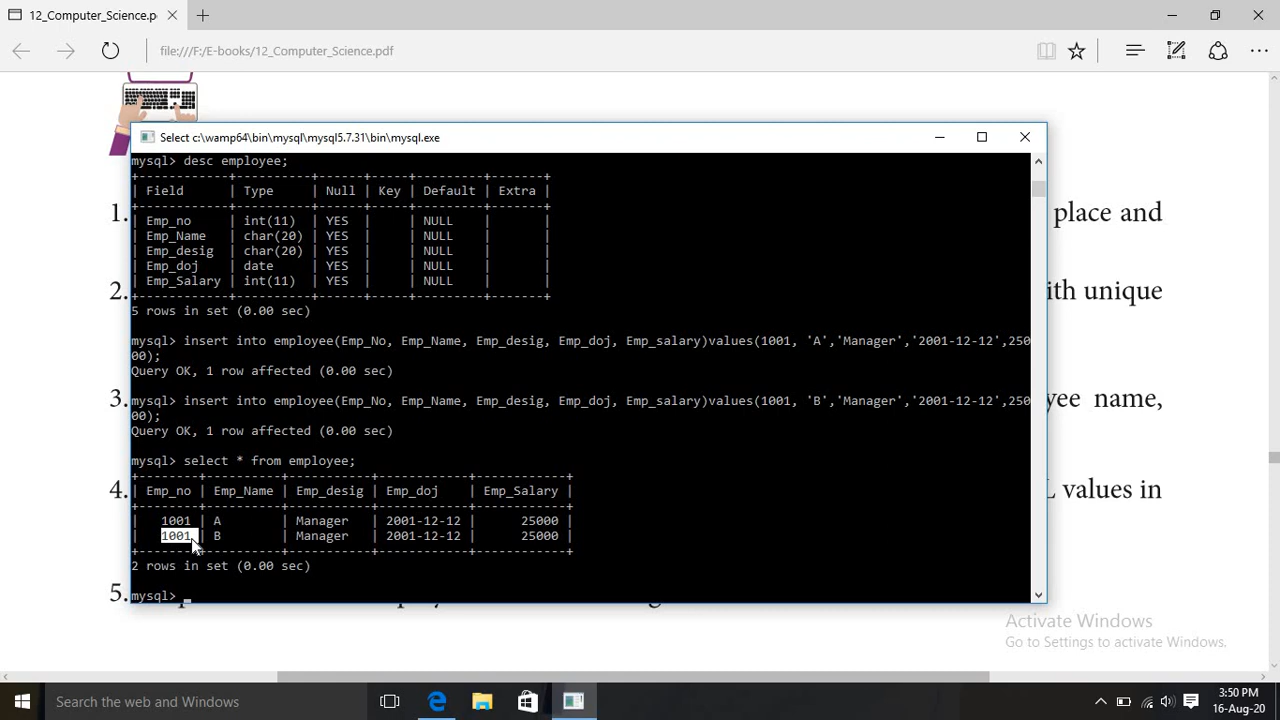 12_Computer_Science.p
file:///F:/E-books/12_Computer_Science.pdf
Select c:\wamp64\bin\mysql\mysql5.7.31\bin\mysql.exe
mysql> desc employee;
+------------+----------+------+-----+---------+-------+
| Field | Type | Null | Key | Default | Extra |
+------------+----------+------+-----+---------+-------+
| Emp_no | int(11) | YES | | NULL | |
| Emp_Name | char(20) | YES | | NULL | |
| Emp_desig | char(20) | YES | | NULL | |
| Emp_doj | date | YES | | NULL | |
| Emp_Salary | int(11) | YES | | NULL | |
+------------+----------+------+-----+---------+-------+
5 rows in set (0.00 sec)
mysql> insert into employee(Emp_No, Emp_Name, Emp_desig, Emp_doj, Emp_salary)values(1001, 'A','Manager','2001-12-12',250
00);
Query OK, 1 row affected (0.00 sec)
mysql> insert into employee(Emp_No, Emp_Name, Emp_desig, Emp_doj, Emp_salary)values(1001, 'B','Manager','2001-12-12',250
00);
Query OK, 1 row affected (0.00 sec)
mysql> select * from employee;
+--------+----------+-----------+------------+------------+
| Emp_no | Emp_Name | Emp_desig | Emp_doj | Emp_Salary |
+--------+----------+-----------+------------+------------+
| 1001 | A | Manager | 2001-12-12 | 25000 |
| 1001 | B | Manager | 2001-12-12 | 25000 |
+--------+----------+-----------+------------+------------+
2 rows in set (0.00 sec)
mysql>
1. place and
2. ith unique
3. yee name,
4. L values in
5.
Activate Windows
Go to Settings to activate Windows.
Search the web and Windows
3:50 PM
16-Aug-20